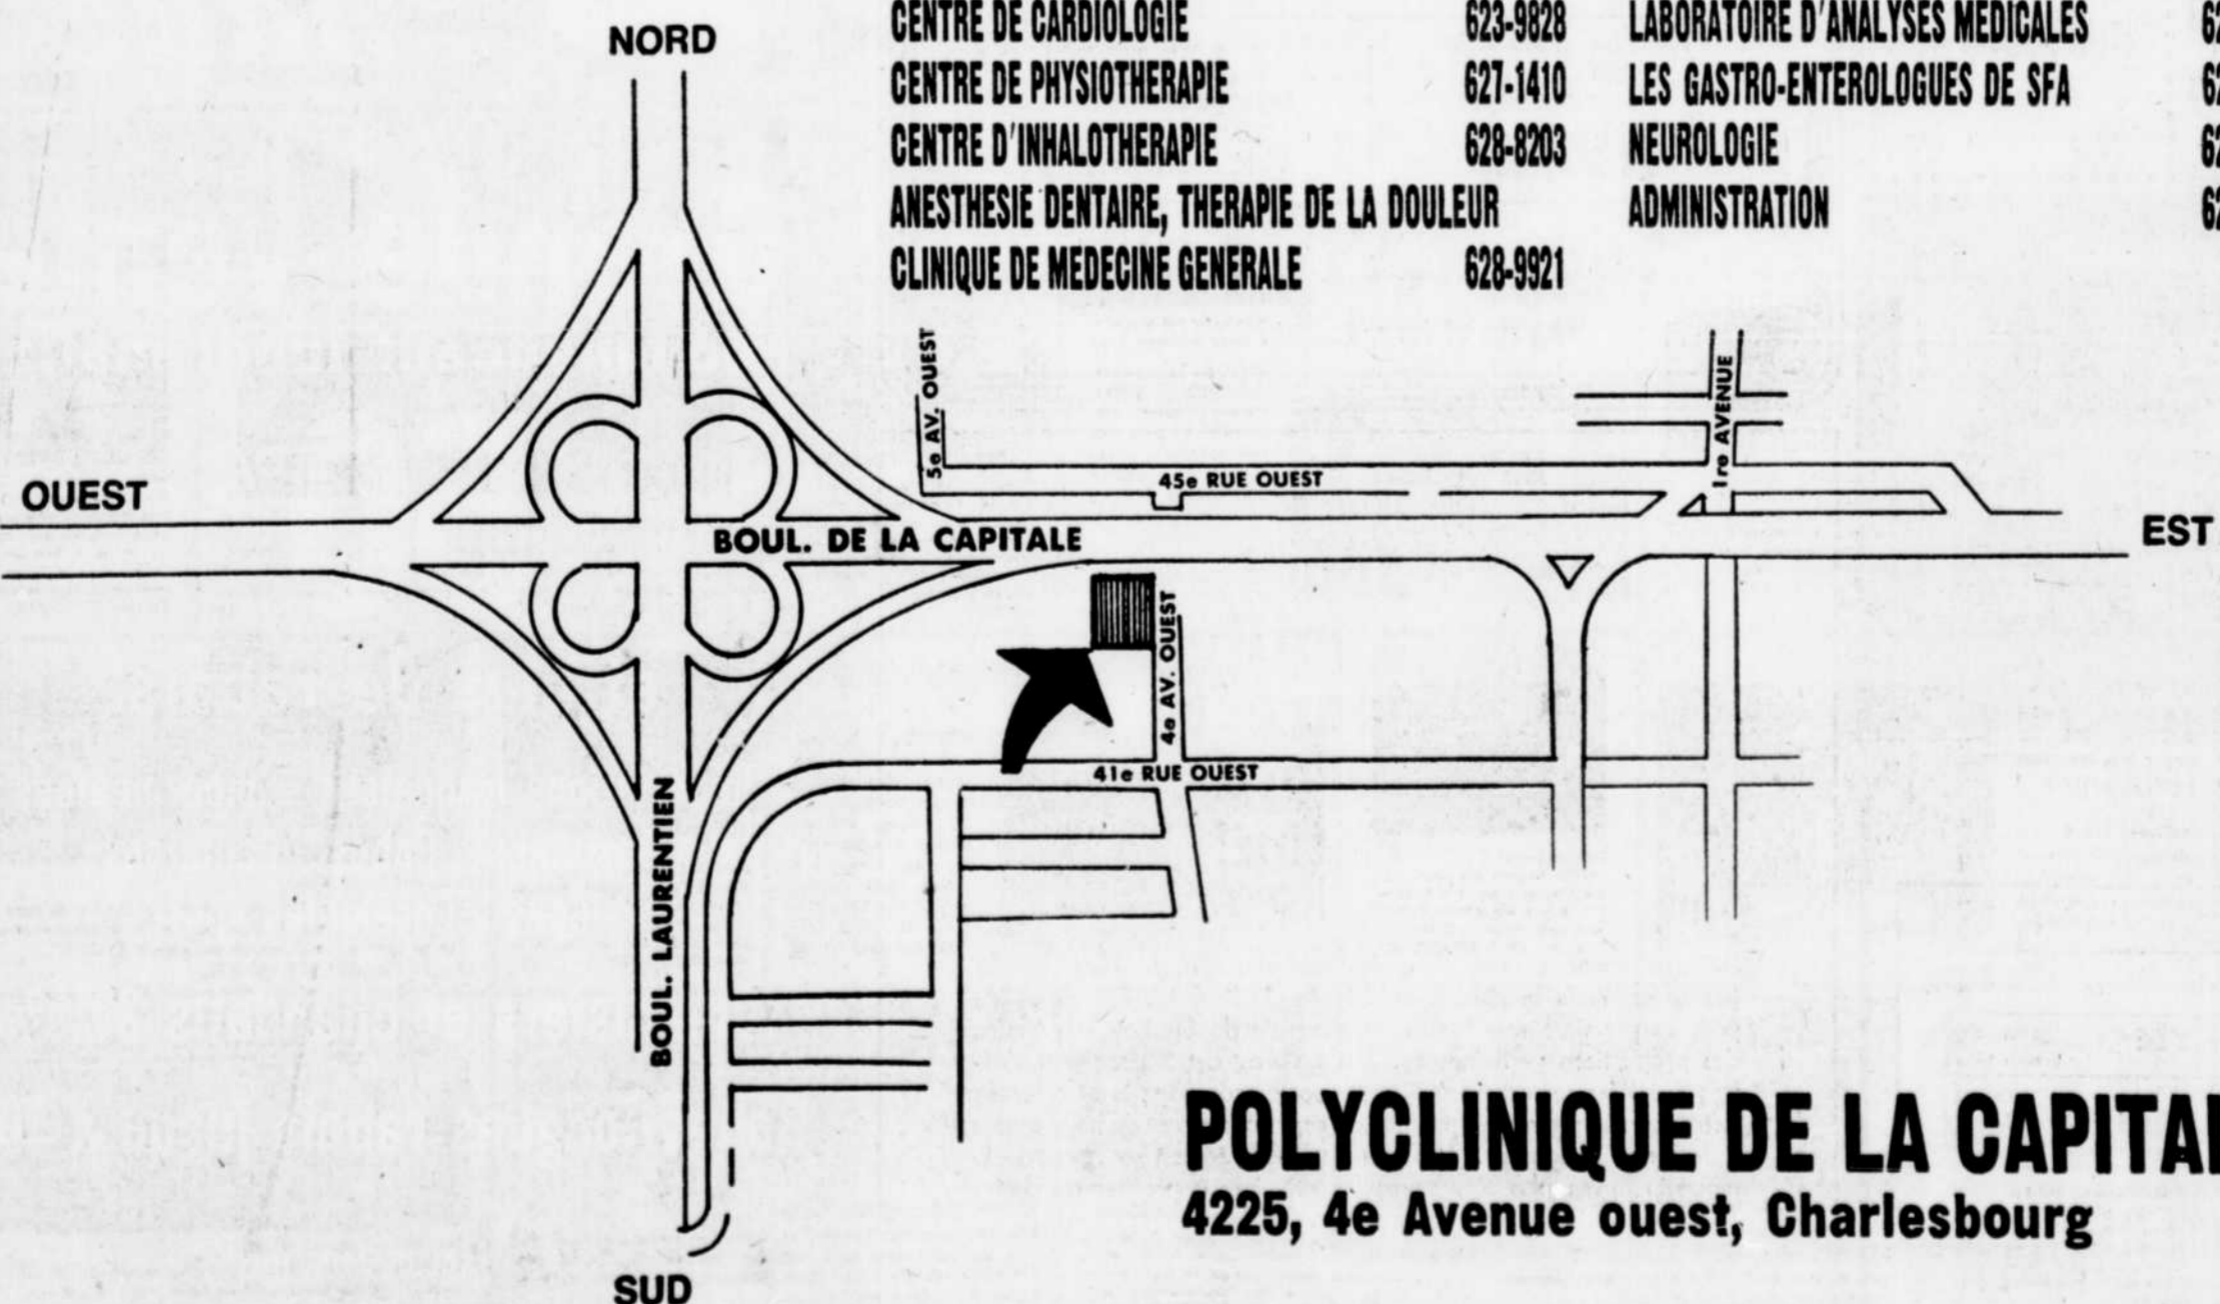 NORD
CENTRE DE CARDIOLOGIE 623-9828
CENTRE DE PHYSIOTHERAPIE 627-1410
CENTRE D'INHALOTHERAPIE 628-8203
ANESTHESIE DENTAIRE, THERAPIE DE LA DOULEUR
CLINIQUE DE MEDECINE GENERALE 628-9921
LABORATOIRE D'ANALYSES MEDICALES
LES GASTRO-ENTEROLOGUES DE SFA
NEUROLOGIE
ADMINISTRATION
5e AV. OUEST
1re AVENUE
45e RUE OUEST
OUEST
BOUL. DE LA CAPITALE
EST
4e AV. OUEST
41e RUE OUEST
BOUL. LAURENTIEN
POLYCLINIQUE DE LA
4225, 4e Avenue ouest, Charlesbourg
SUD